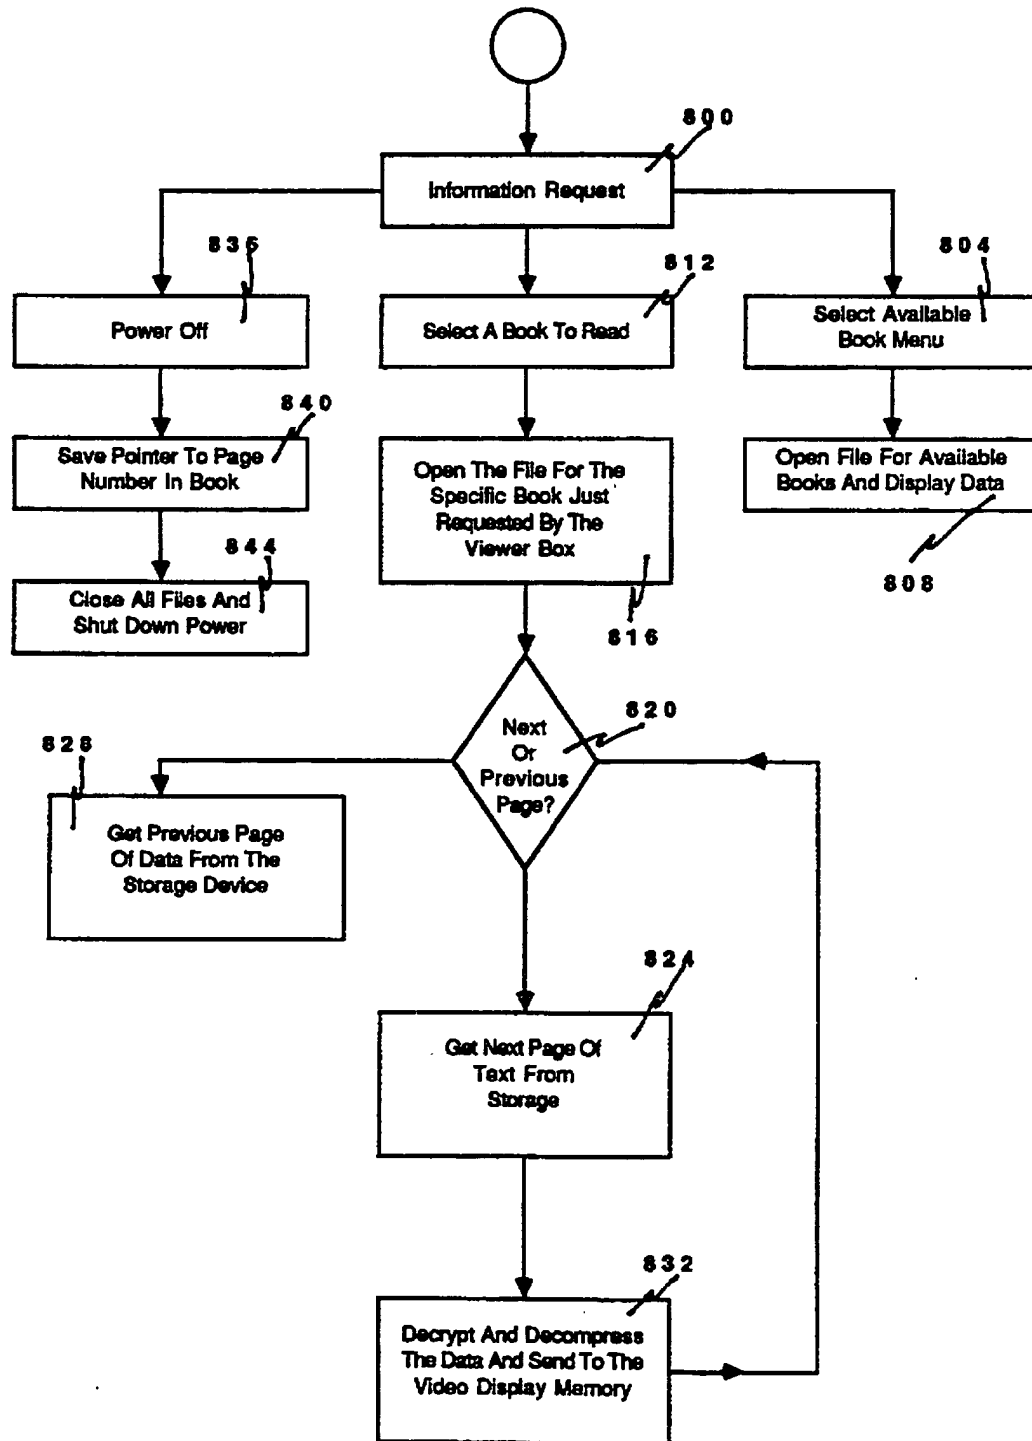 800
Information Request
836
812
804
Power Off
Select A Book To Read
Select Available
Book Menu
840
Save Pointer To Page
Number In Book
Open The File For The
Specific Book Just
Requested By The
Viewer Box
Open File For Available
Books And Display Data
844
Close All Files And
Shut Down Power
808
816
820
Next
Or
Previous
Page?
828
Get Previous Page
Of Data From The
Storage Device
824
Get Next Page Of
Text From
Storage
832
Decrypt And Decompress
The Data And Send To The
Video Display Memory